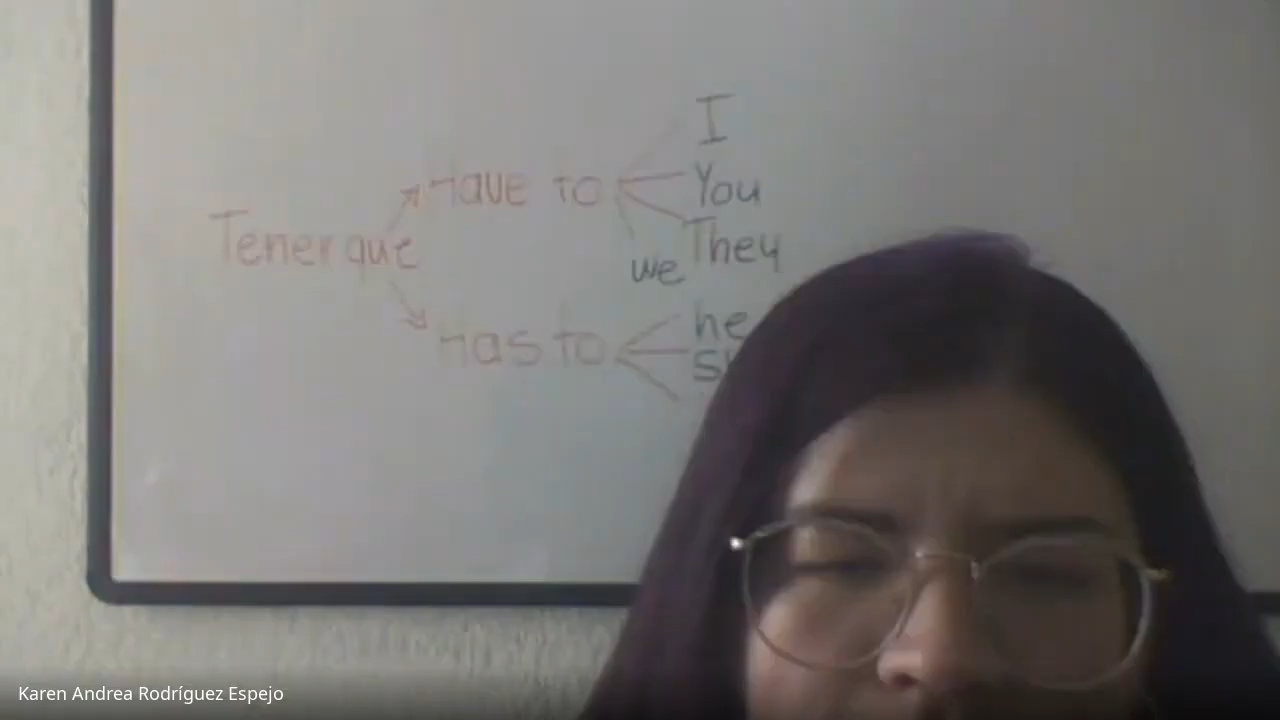 I
Have to
You
Tener que
They
we
he
Has to
Karen Andrea Rodríguez Espejo